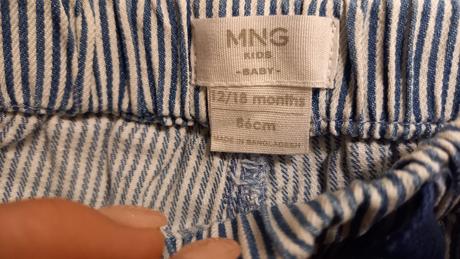 MNG
KIDS
-BABY-
12/18 months
86cm
MADE IN BANGLADESH